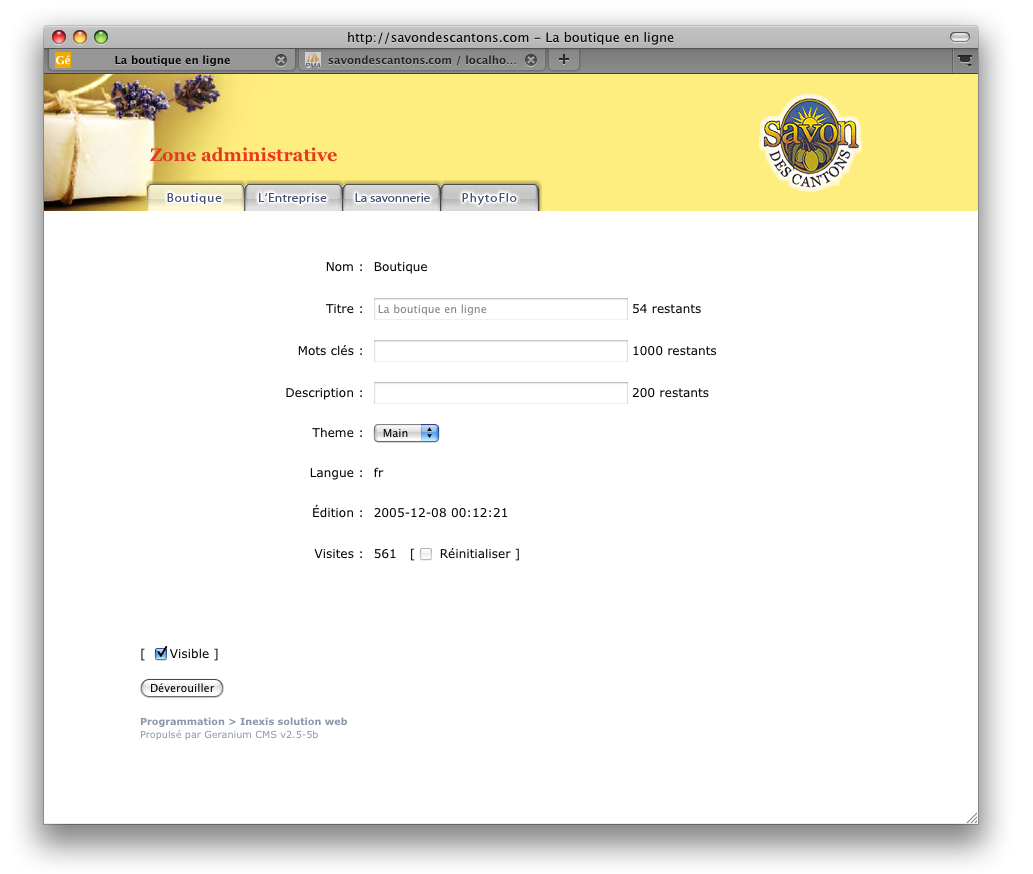 http://savondescantons.com – La boutique en ligne
Gé La boutique en ligne
PMA savondescantons.com / localho...
Zone administrative
savon
DES CANTONS
Boutique L'Entreprise La savonnerie PhytoFlo
Nom : Boutique
Titre : La boutique en ligne 54 restants
Mots clés : 1000 restants
Description : 200 restants
Theme : Main
Langue : fr
Édition : 2005-12-08 00:12:21
Visites : 561 [ Réinitialiser ]
[ Visible ]
Déverouiller
Programmation > Inexis solution web
Propulsé par Geranium CMS v2.5-5b